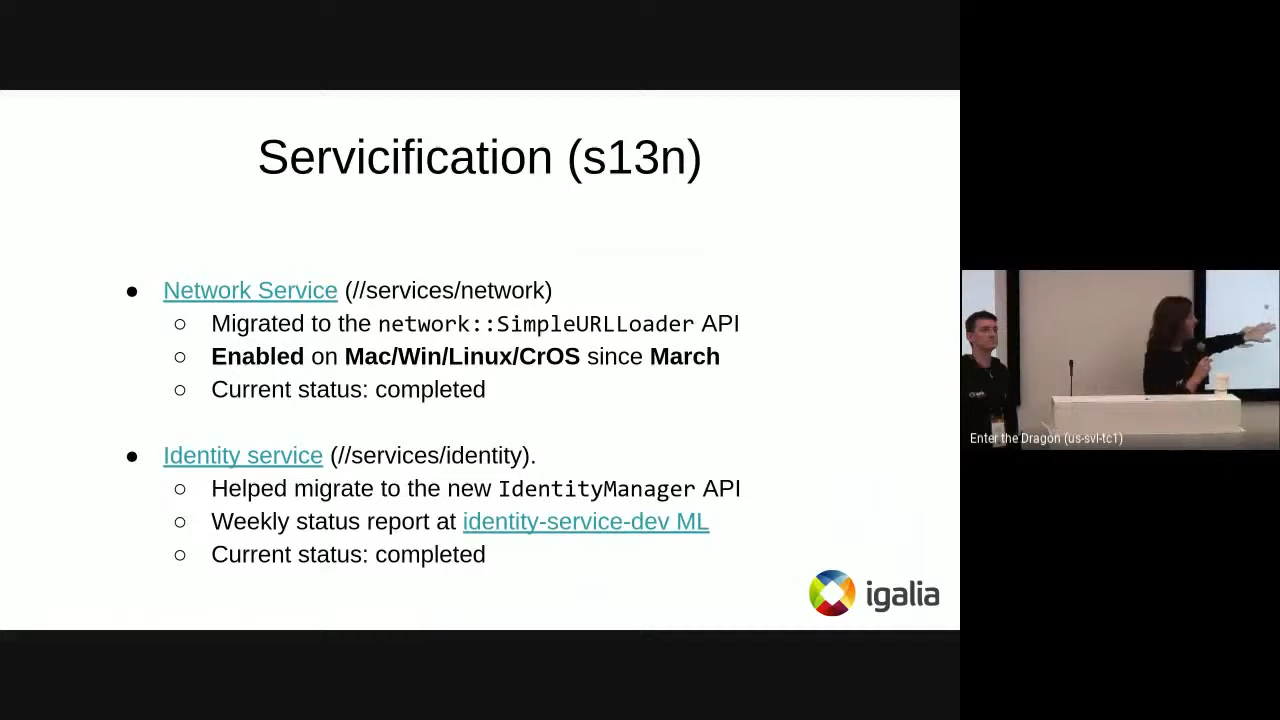 Servicification (s13n)
● Network Service (//services/network)
○ Migrated to the network::SimpleURLLoader API
○ Enabled on Mac/Win/Linux/CrOS since March
○ Current status: completed
● Identity service (//services/identity).
○ Helped migrate to the new IdentityManager API
○ Weekly status report at identity-service-dev ML
○ Current status: completed
igalia
Enter the Dragon (us-svl-tc1)